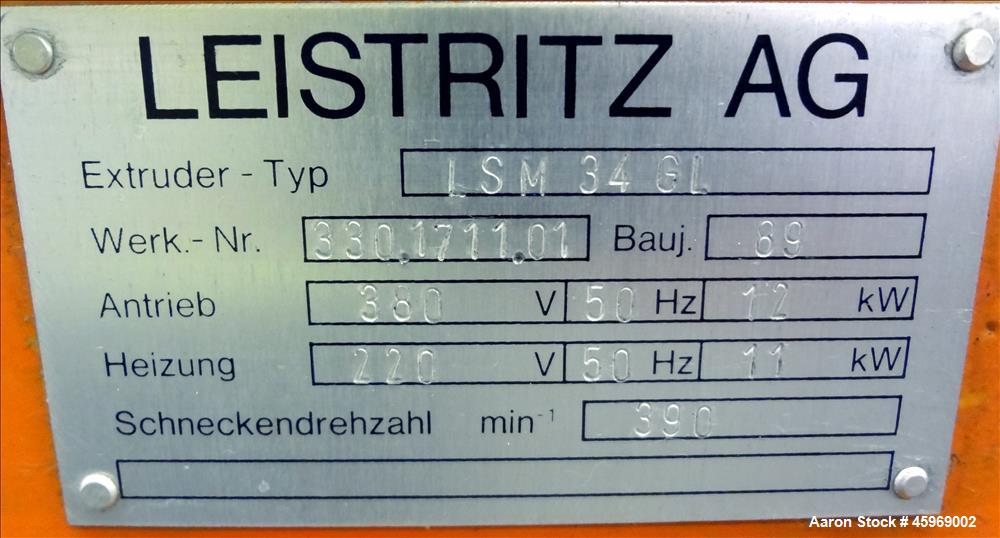 LEISTRITZ AG
Extruder - Typ LSM 34 GL
Werk.- Nr. 330.1711.01 Bauj. 89
Antrieb 380 V 50 Hz 12 kW
Heizung 220 V 50 Hz 11 kW
Schneckendrehzahl min⁻¹ 390
Aaron Stock # 45969002